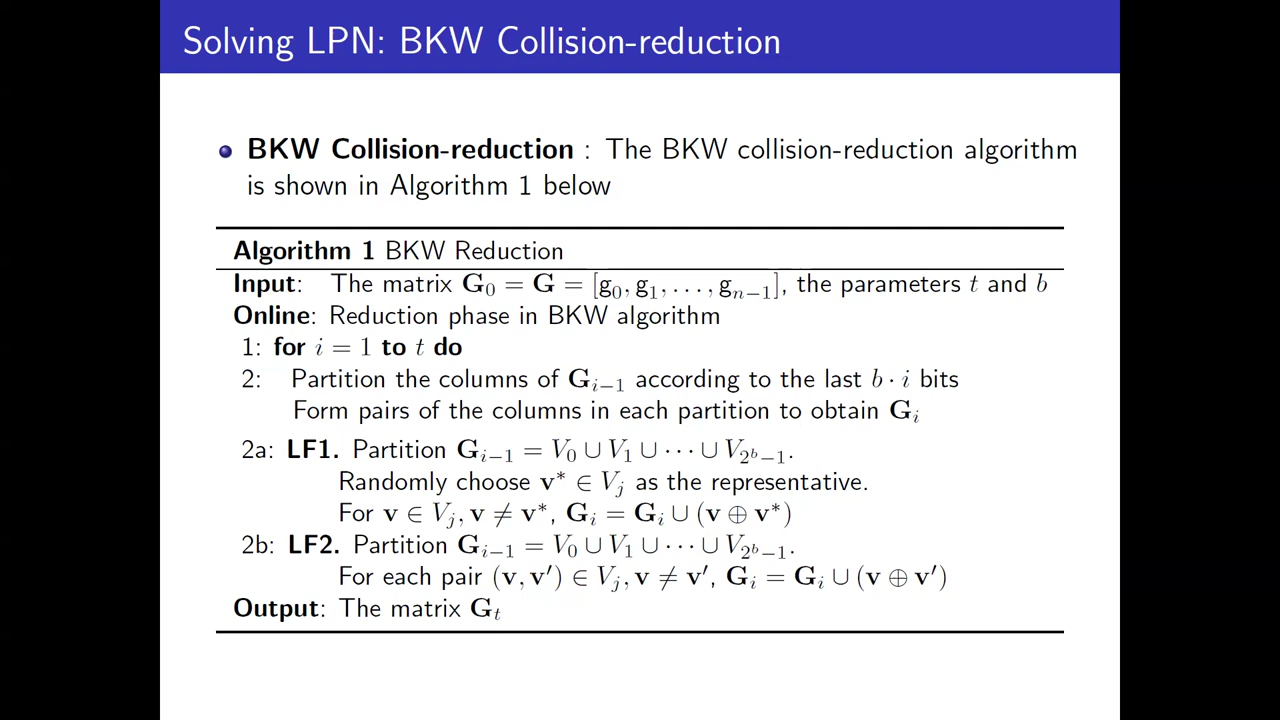 Solving LPN: BKW Collision-reduction
BKW Collision-reduction : The BKW collision-reduction algorithm
is shown in Algorithm 1 below
Algorithm 1 BKW Reduction
Input: The matrix G₀ = G = [g₀, g₁, . . . , gₙ₋₁], the parameters t and b
Online: Reduction phase in BKW algorithm
1: for i = 1 to t do
2: Partition the columns of Gᵢ₋₁ according to the last b · i bits
Form pairs of the columns in each partition to obtain Gᵢ
2a: LF1. Partition Gᵢ₋₁ = V₀ ∪ V₁ ∪ · · · ∪ V_{2^b−1}.
Randomly choose v* ∈ Vⱼ as the representative.
For v ∈ Vⱼ, v ≠ v*, Gᵢ = Gᵢ ∪ (v ⊕ v*)
2b: LF2. Partition Gᵢ₋₁ = V₀ ∪ V₁ ∪ · · · ∪ V_{2^b−1}.
For each pair (v, v′) ∈ Vⱼ, v ≠ v′, Gᵢ = Gᵢ ∪ (v ⊕ v′)
Output: The matrix Gₜ